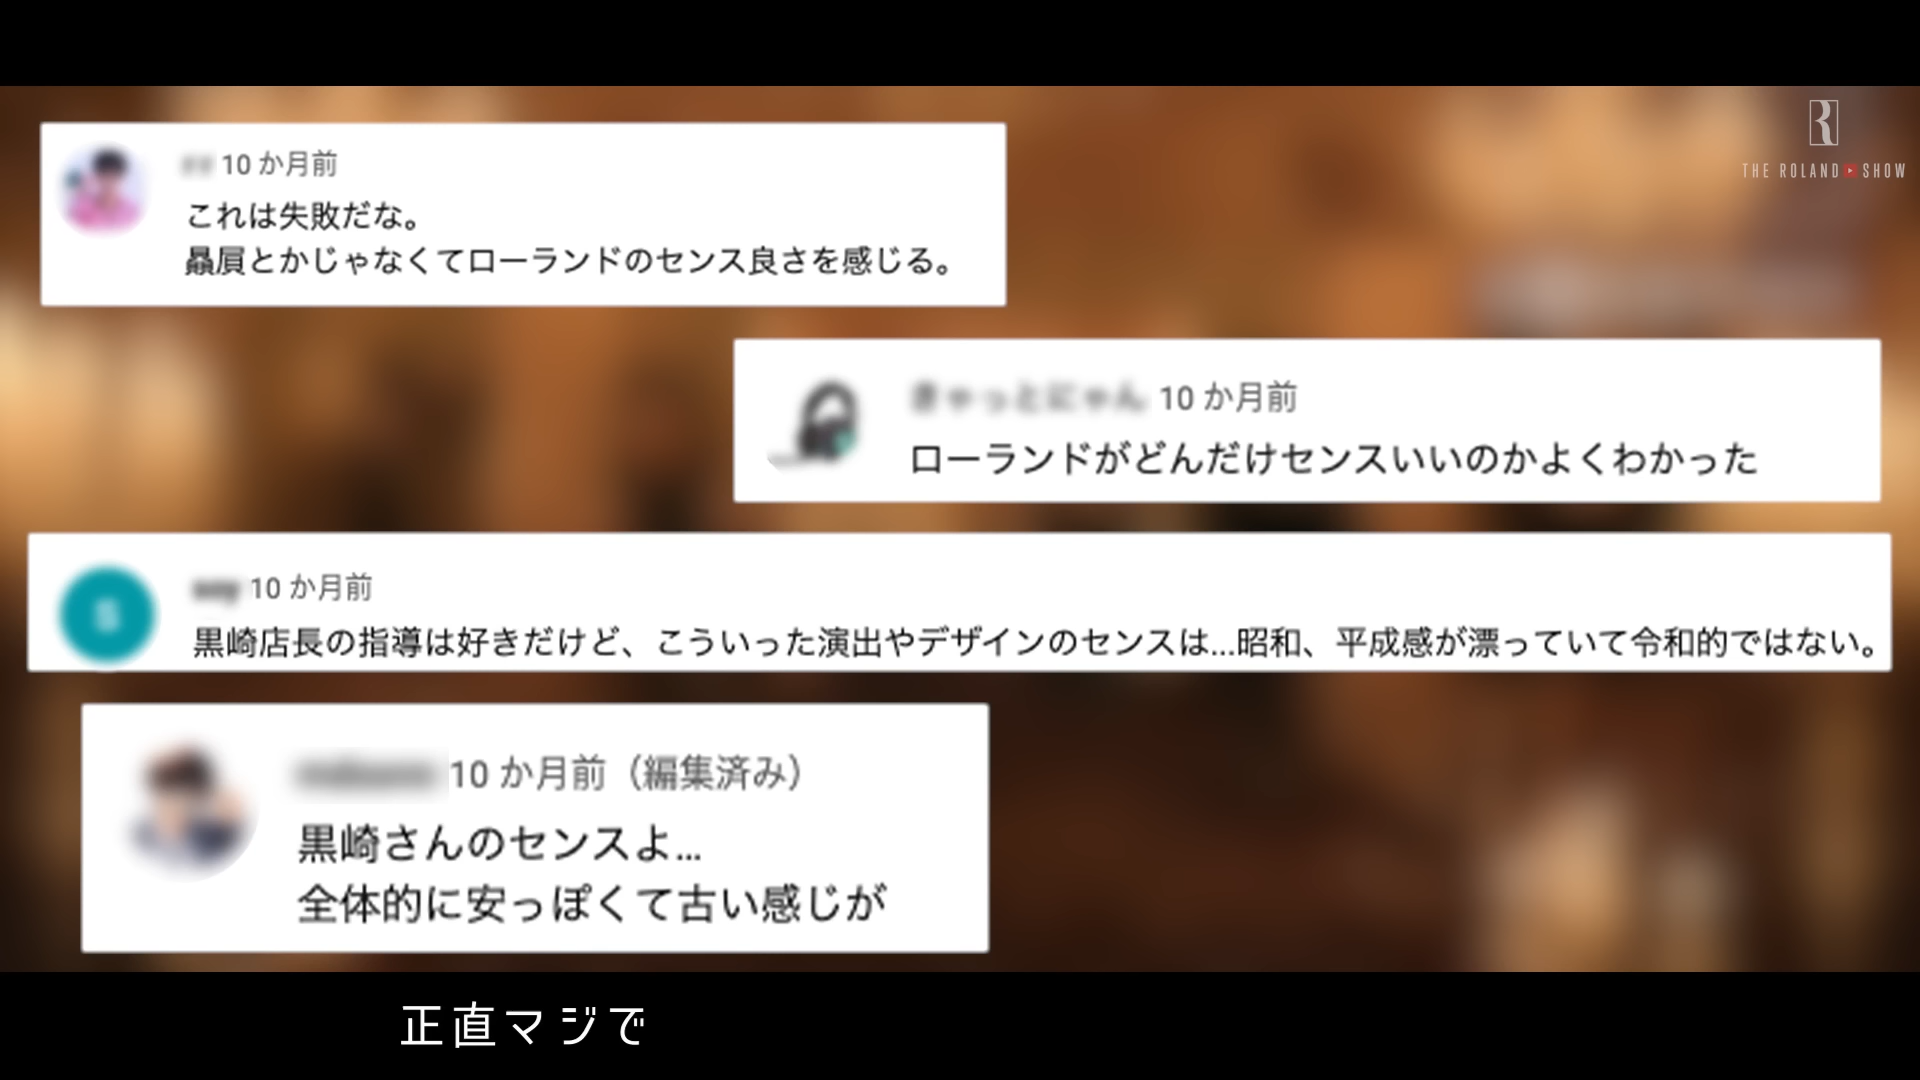 THE ROLAND SHOW
10 か月前
これは失敗だな。
贔屓とかじゃなくてローランドのセンス良さを感じる。
きゃっとにゃん 10 か月前
ローランドがどんだけセンスいいのかよくわかった
S
soy 10 か月前
黒崎店長の指導は好きだけど、こういった演出やデザインのセンスは...昭和、平成感が漂っていて令和的ではない。
10 か月前（編集済み）
黒崎さんのセンスよ...
全体的に安っぽくて古い感じが
正直マジで